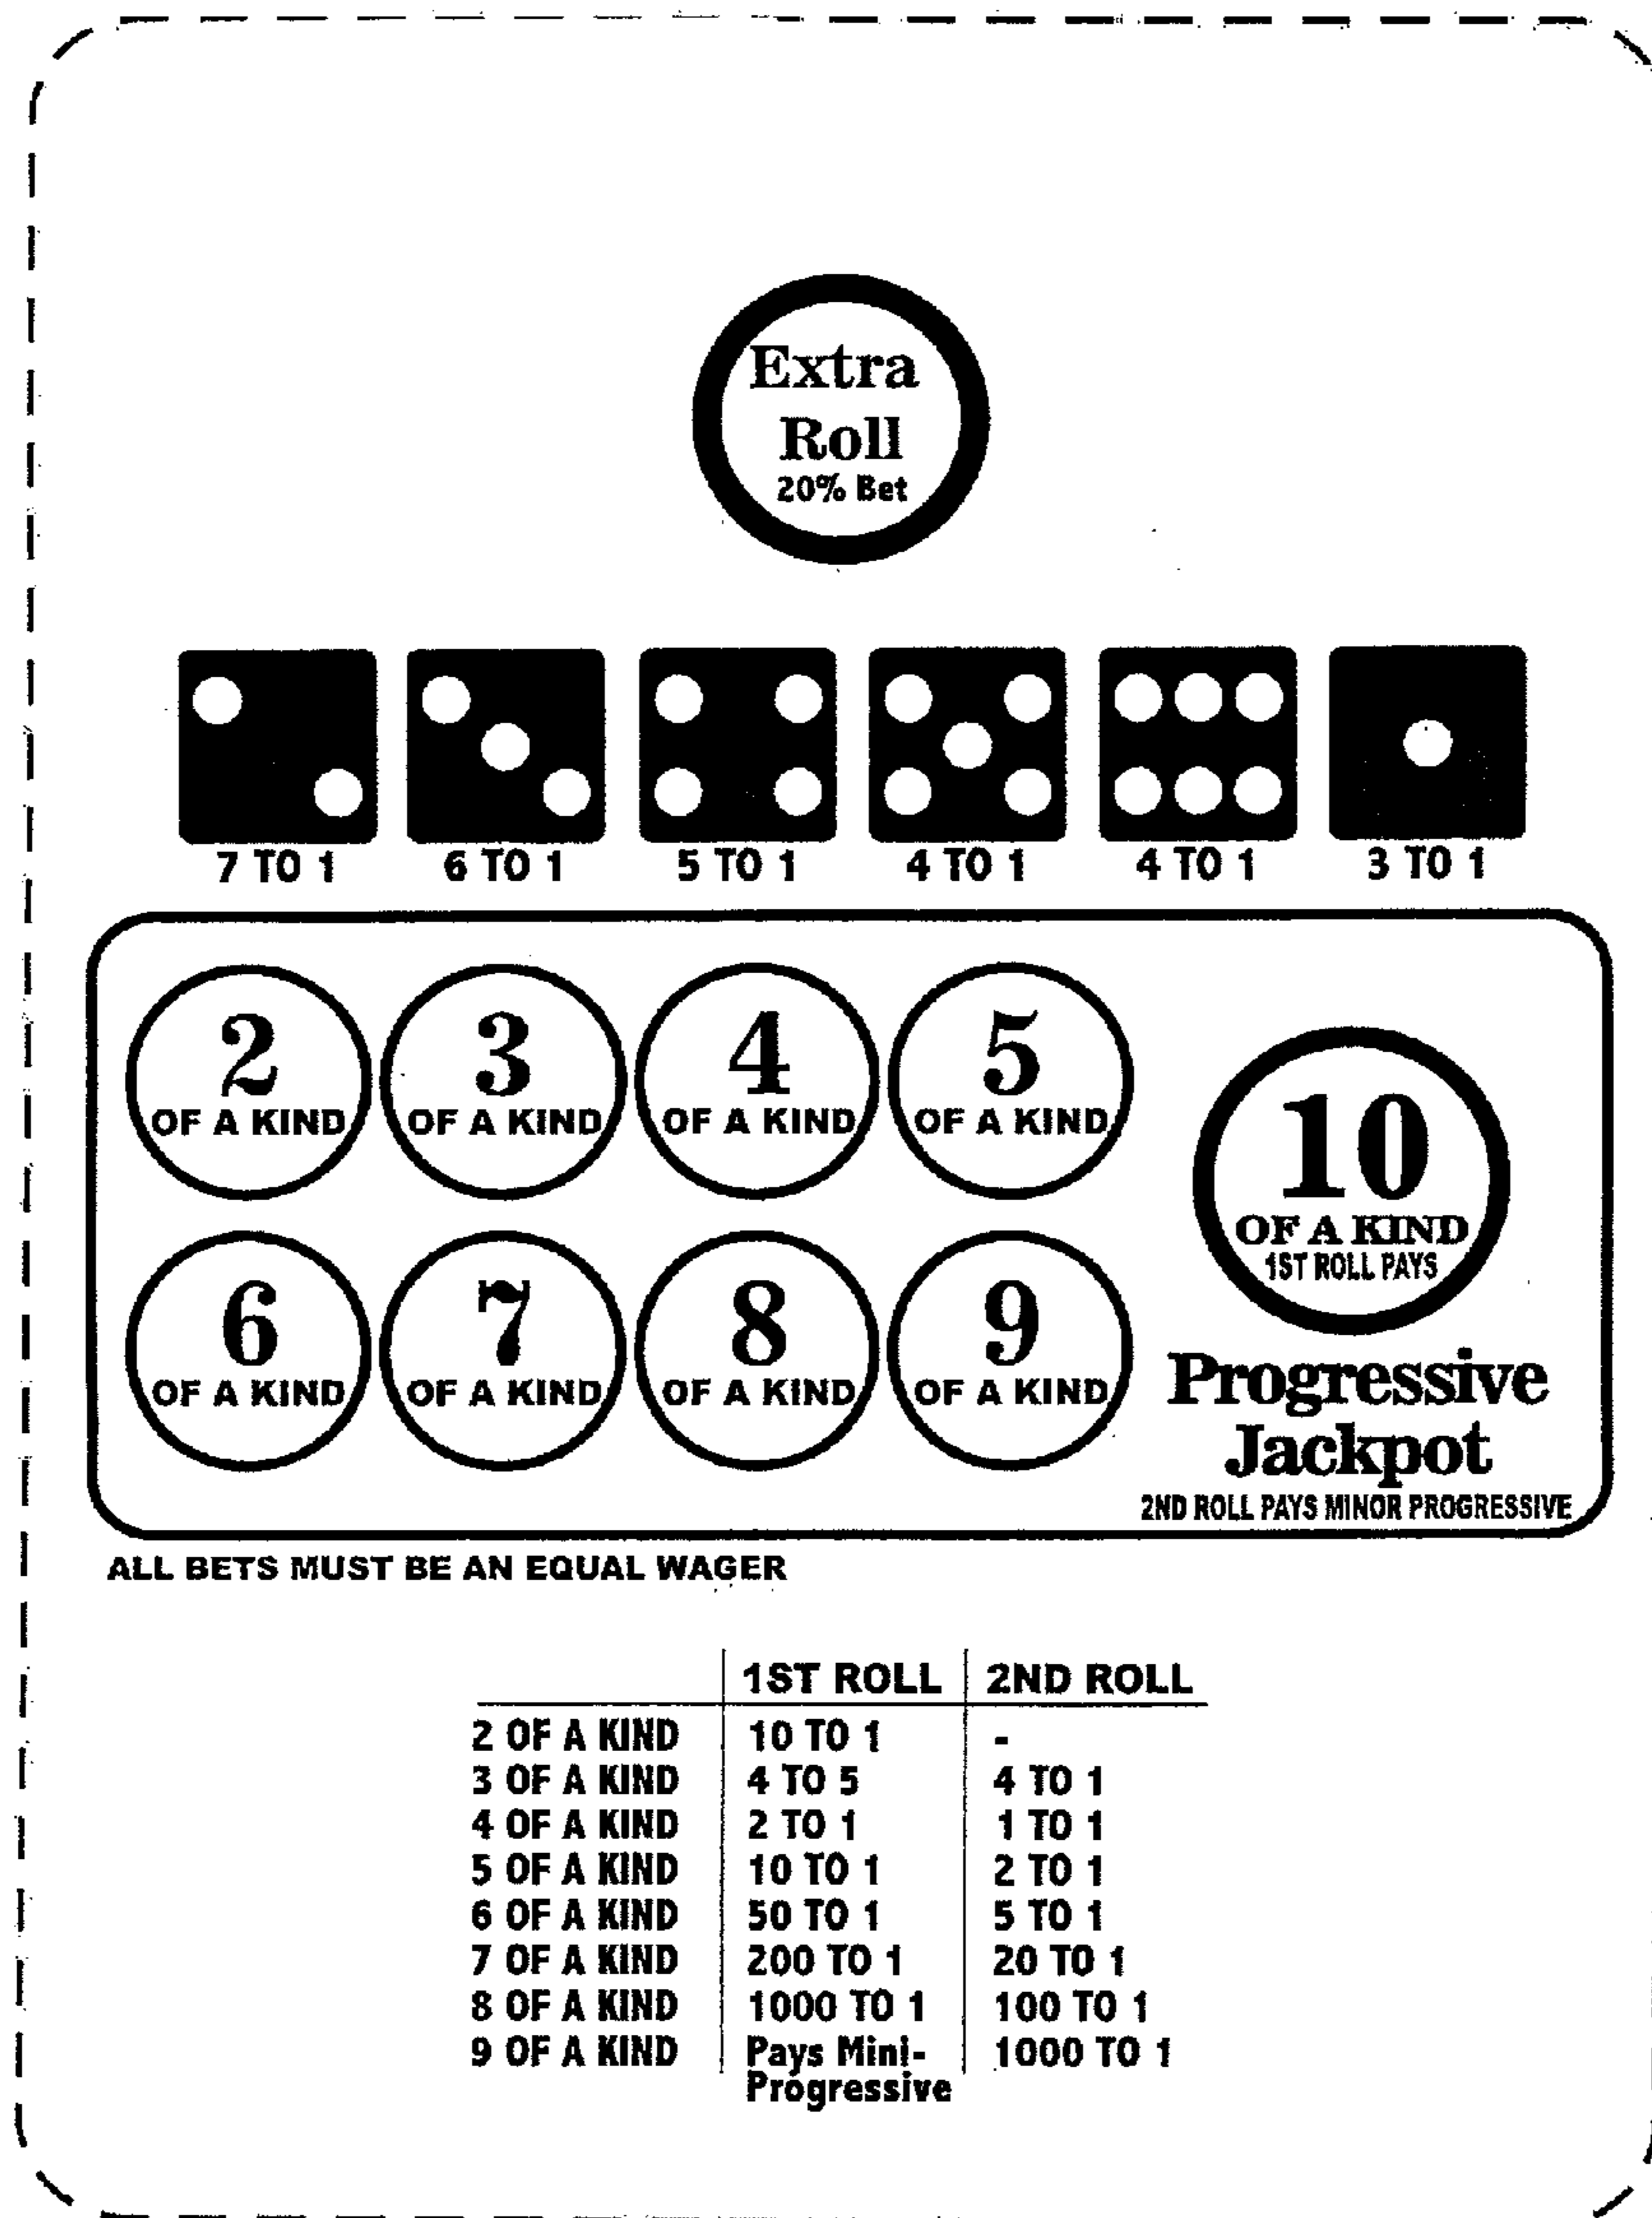 Extra
Roll
20% Bet
7 TO 1 6 TO 1 5 TO 1 4 TO 1 4 TO 1 3 TO 1
2 3 4 5
OF A KIND OF A KIND OF A KIND OF A KIND
10
OF A KIND
1ST ROLL PAYS
6 7 8 9
OF A KIND OF A KIND OF A KIND OF A KIND
Progressive
Jackpot
2ND ROLL PAYS MINOR PROGRESSIVE
ALL BETS MUST BE AN EQUAL WAGER
1ST ROLL 2ND ROLL
2 OF A KIND 10 TO 1 -
3 OF A KIND 4 TO 5 4 TO 1
4 OF A KIND 2 TO 1 1 TO 1
5 OF A KIND 10 TO 1 2 TO 1
6 OF A KIND 50 TO 1 5 TO 1
7 OF A KIND 200 TO 1 20 TO 1
8 OF A KIND 1000 TO 1 100 TO 1
9 OF A KIND Pays Mini- 1000 TO 1
Progressive